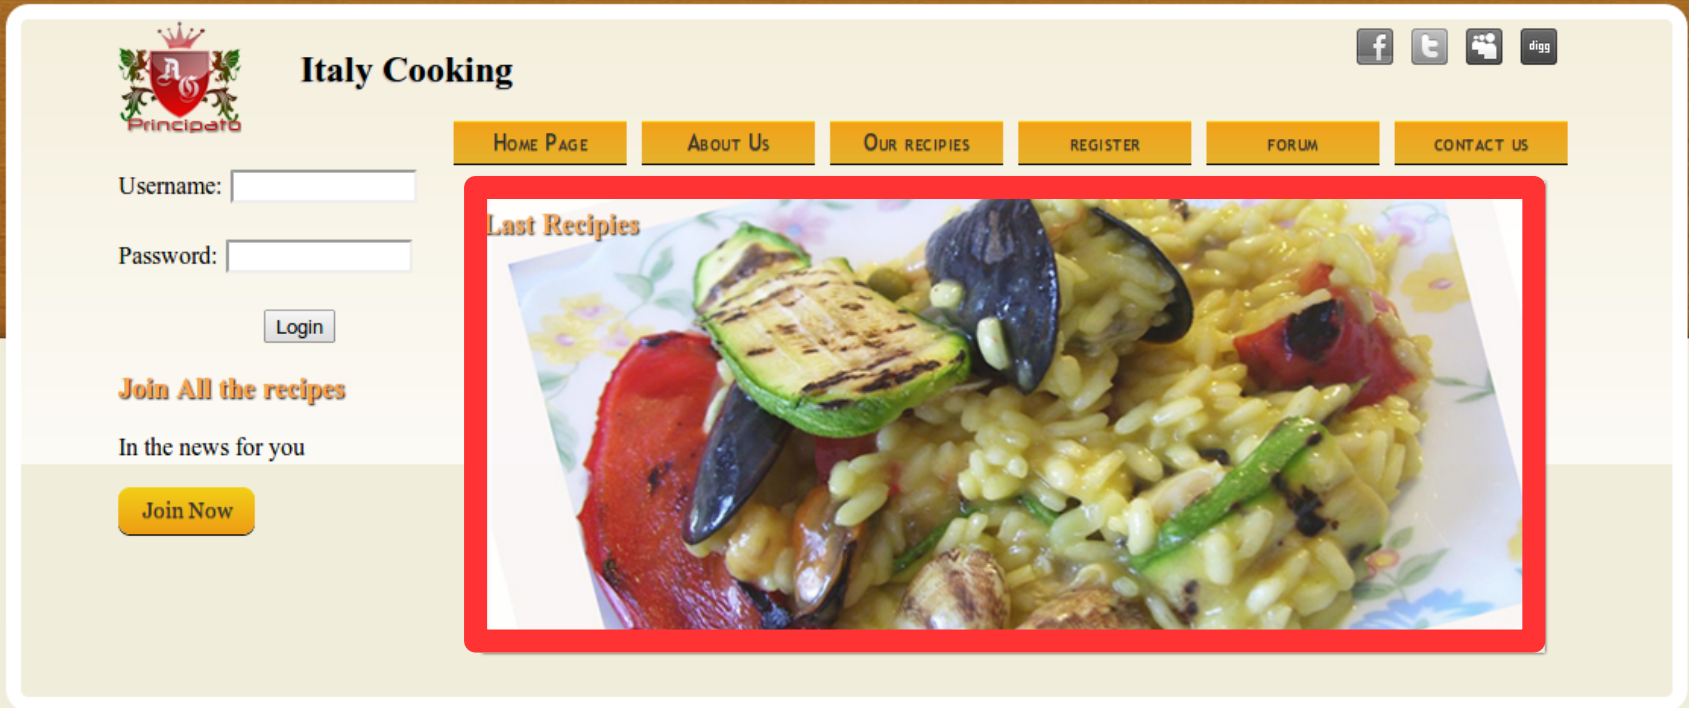 AG
Principato
Italy Cooking
f t digg
Home Page About Us Our recipies register forum contact us
Username:
Password:
Login
Join All the recipes
In the news for you
Join Now
Last Recipies